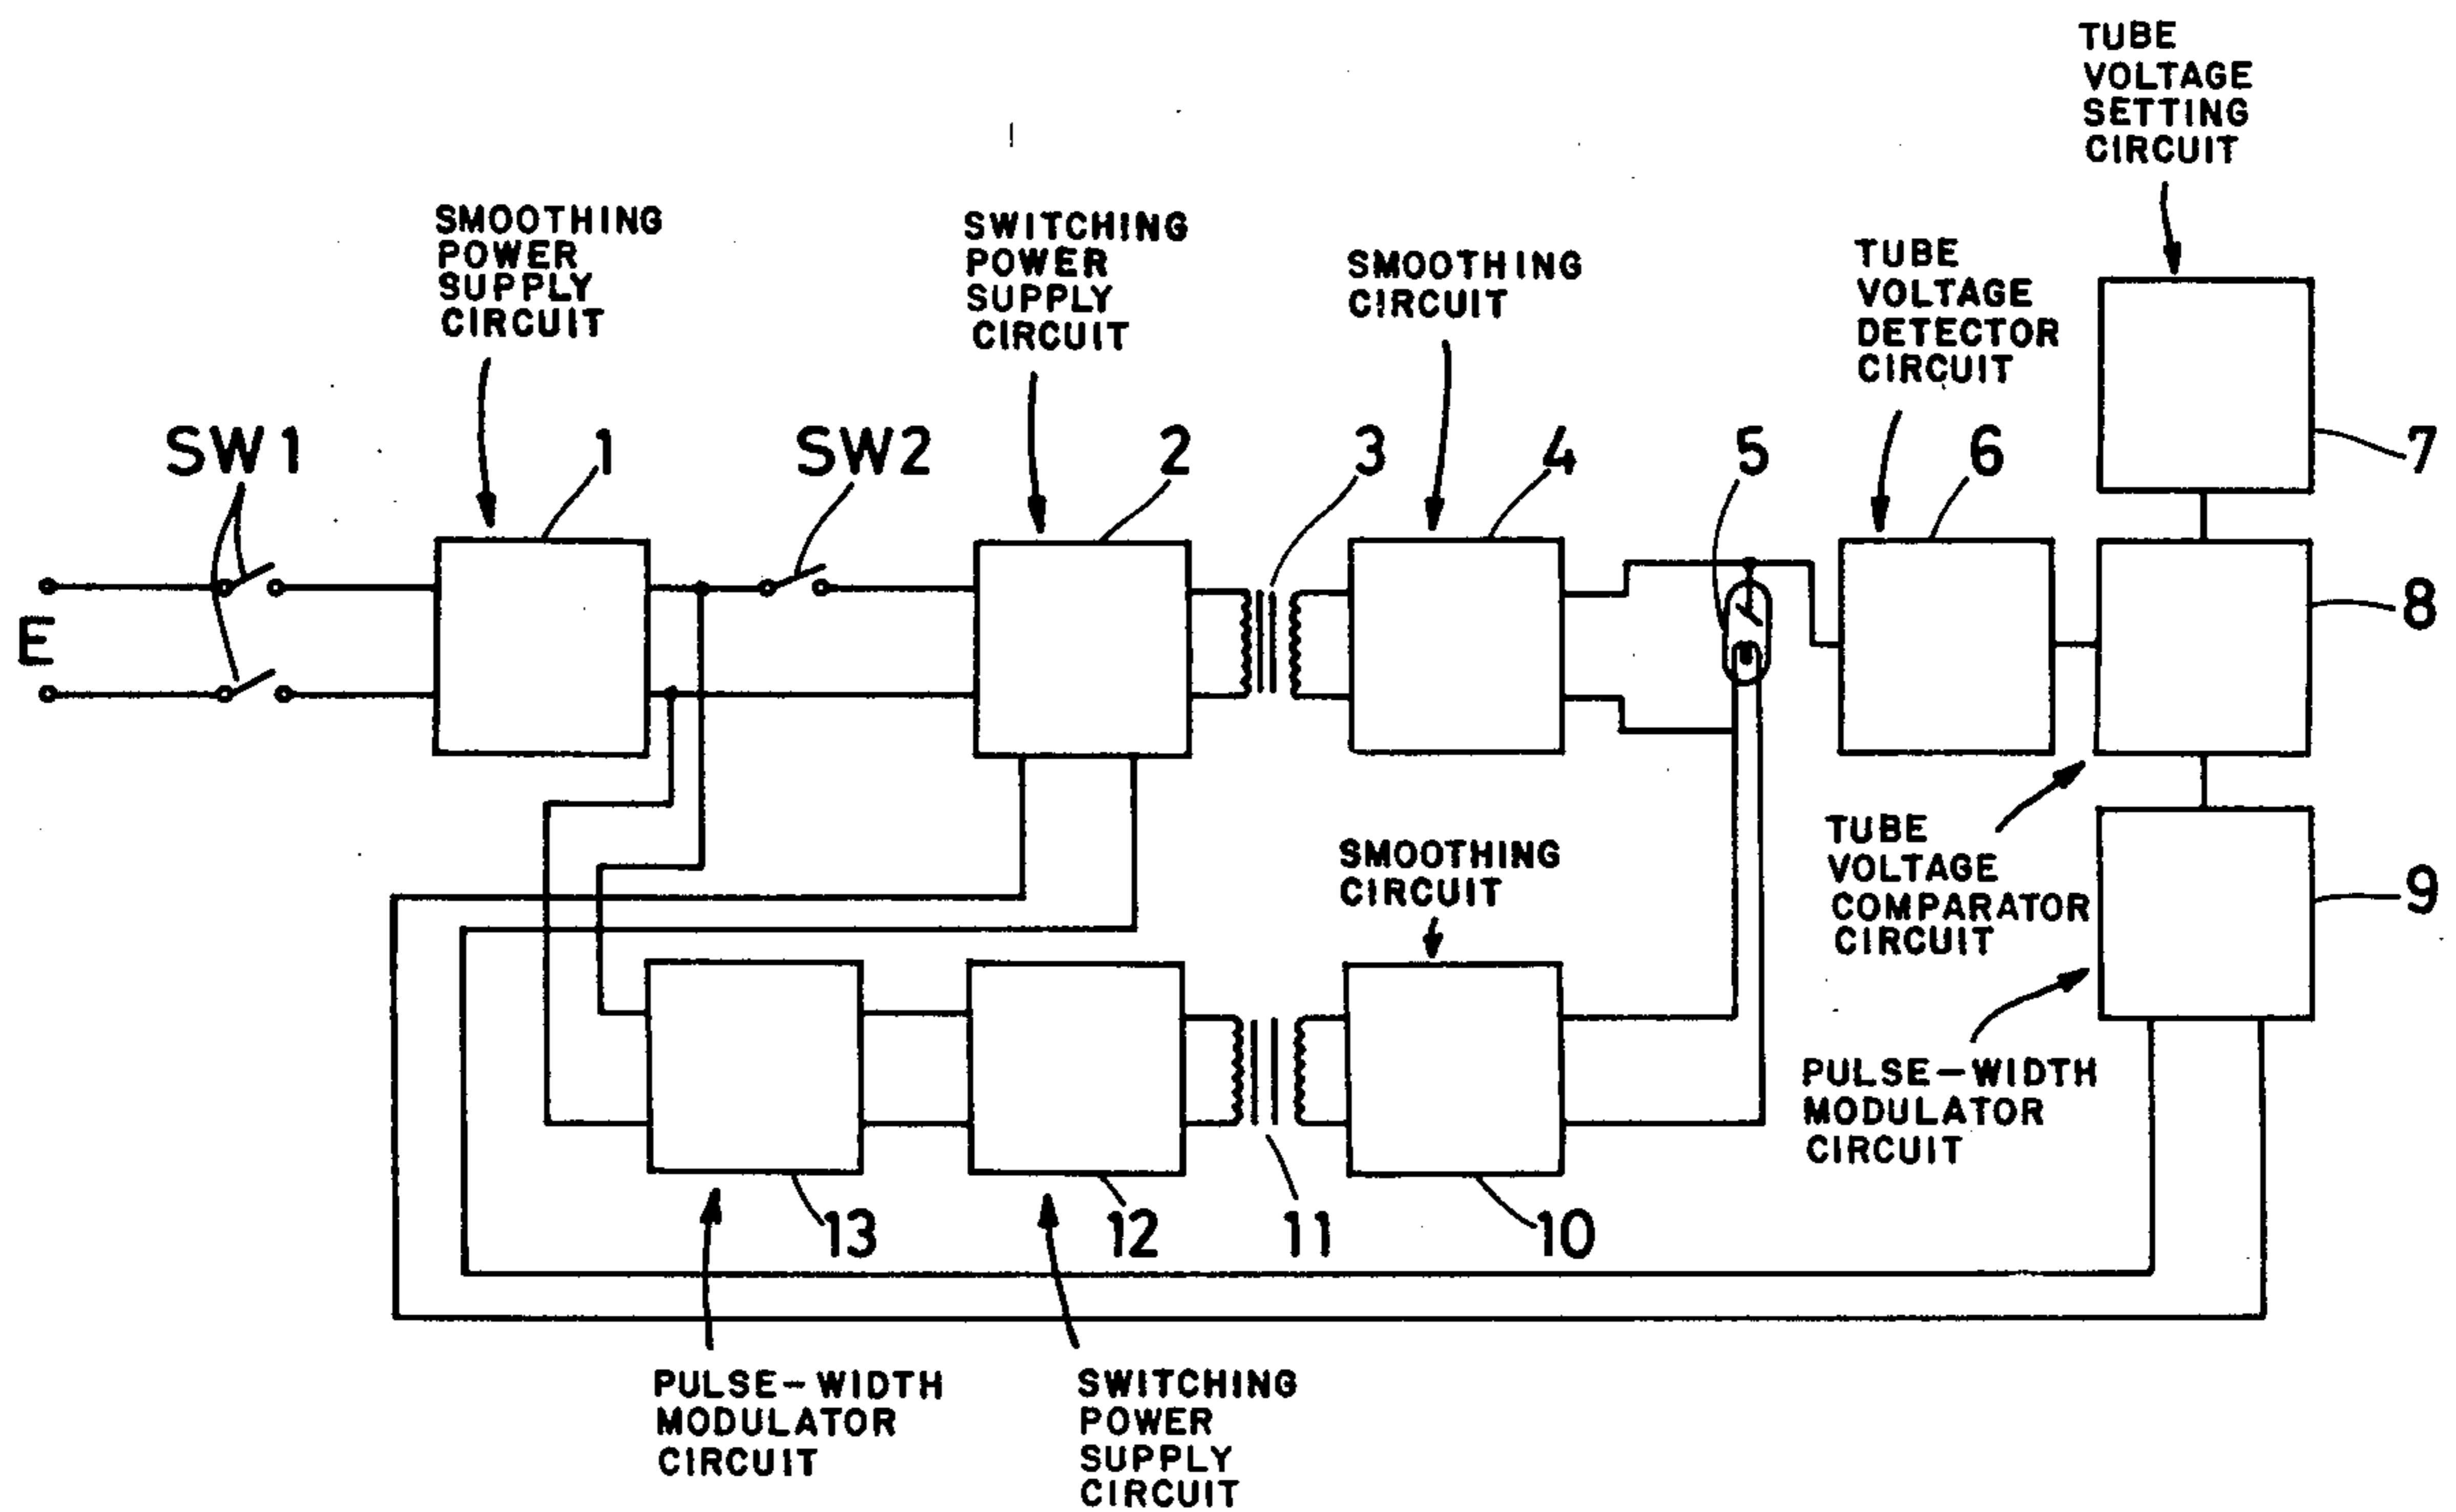 TUBE
VOLTAGE
SETTING
CIRCUIT
SMOOTHING
POWER
SUPPLY
CIRCUIT
SWITCHING
POWER
SUPPLY
CIRCUIT
SMOOTHING
CIRCUIT
TUBE
VOLTAGE
DETECTOR
CIRCUIT
SW1
1
SW2
2
3
4
5
6
7
E
8
TUBE
VOLTAGE
COMPARATOR
CIRCUIT
SMOOTHING
CIRCUIT
9
PULSE-WIDTH
MODULATOR
CIRCUIT
13
12
11
10
PULSE-WIDTH
MODULATOR
CIRCUIT
SWITCHING
POWER
SUPPLY
CIRCUIT